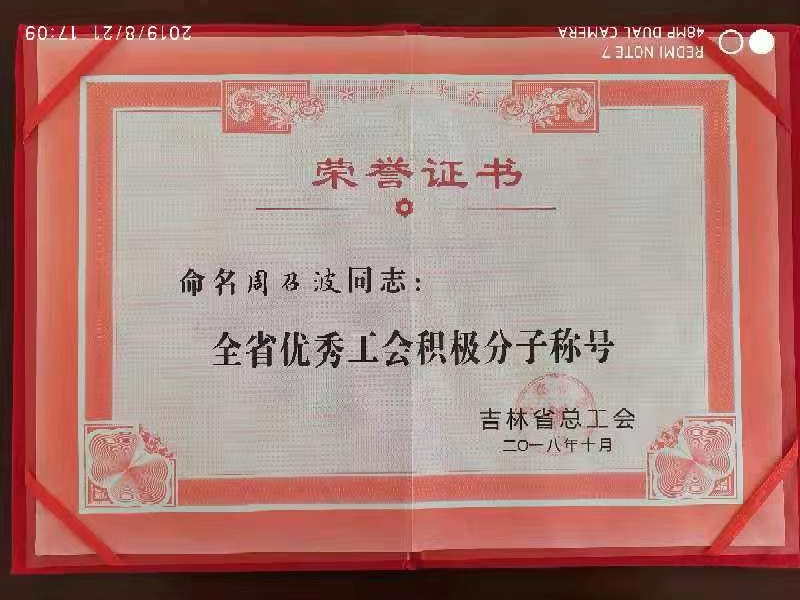 REDMI NOTE 7
48MP DUAL CAMERA
2019/8/21 17:09
荣誉证书
命名周召波同志：
全省优秀工会积极分子称号
吉林省总工会
二〇一八年十月